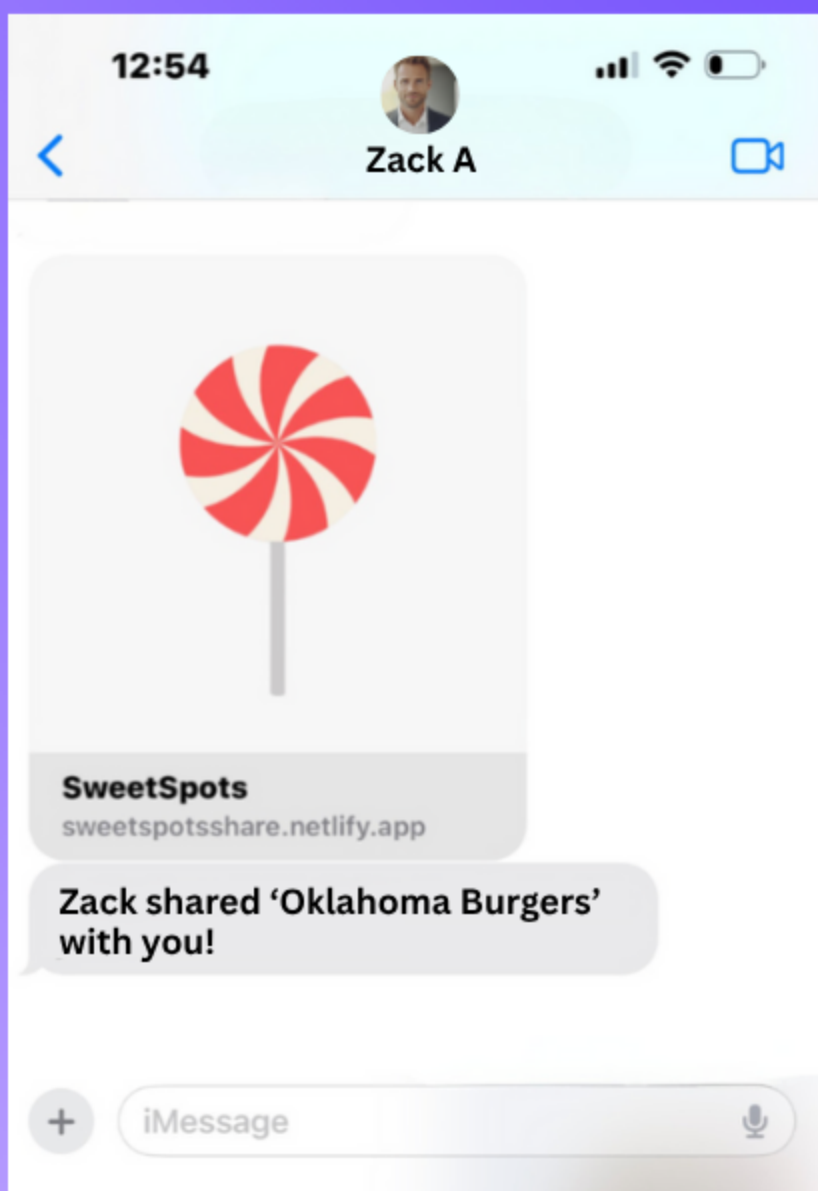 12:54
Zack A
SweetSpots
sweetspotsshare.netlify.app
Zack shared ‘Oklahoma Burgers’
with you!
iMessage